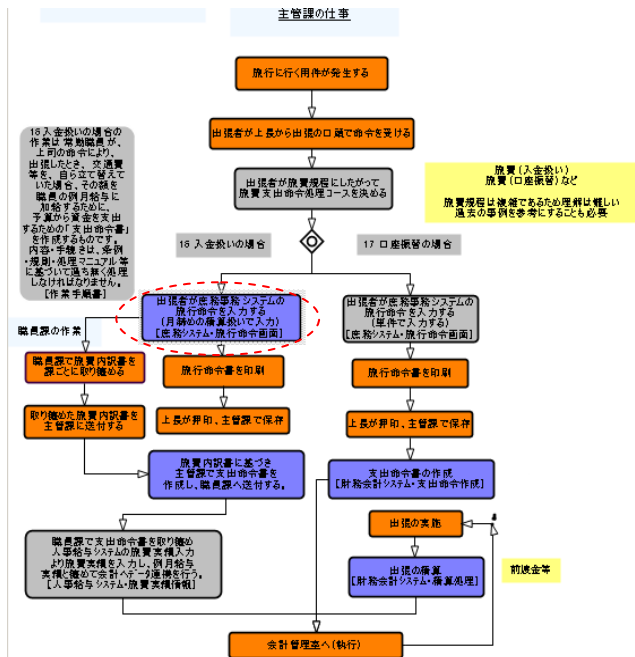 主管課の仕事
旅行に行く用件が発生する
出張者が上長から出張の口頭で命令を受ける
16 入金扱いの場合の
作業は常勤職員が、
上司の命令により、
出張したとき、交通費
等を、自ら立て替えて
いた場合、その額を
職員の例月給与に
加給するために、
予算から資金を支出
するための「支出命令書」
を作成するものです。
内容・手続きは、条例
・規則・処理マニュアル等
に基づいて過ち無く処理
しなければなりません。
[作業手順書]
出張者が旅費規程にしたがって
旅費支出命令処理コースを決める
旅費(入金扱い)
旅費(口座振替)など
旅費規程は複雑であるため理解は難しい
過去の事例を参考にすることも必要
16 入金扱いの場合
17 口座振替の場合
出張者が庶務事務システムの
旅行命令を入力する
(月締めの積算扱いで入力)
[庶務システム・旅行命令画面]
出張者が庶務事務システムの
旅行命令を入力する
(単件で入力する)
[庶務システム・旅行命令画面]
職員課の作業
職員課で旅費内訳書を
課ごとに取り纏める
旅行命令書を印刷
旅行命令書を印刷
取り纏めた旅費内訳書を
主管課に送付する
上長が押印、主管課で保存
上長が押印、主管課で保存
旅費内訳書に基づき
主管課で支出命令書を
作成し、職員課へ送付する。
支出命令書の作成
[財務会計システム・支出命令作成]
職員課で支出命令書を取り纏め
人事給与システムの旅費実績入力
より旅費実績を入力し、例月給与
実績と纏めて会計へデータ連携を行う。
[人事給与システム・旅費実績情報]
出張の実施
出張の積算
[財務会計システム・積算処理]
前渡金等
会計管理室へ(執行)